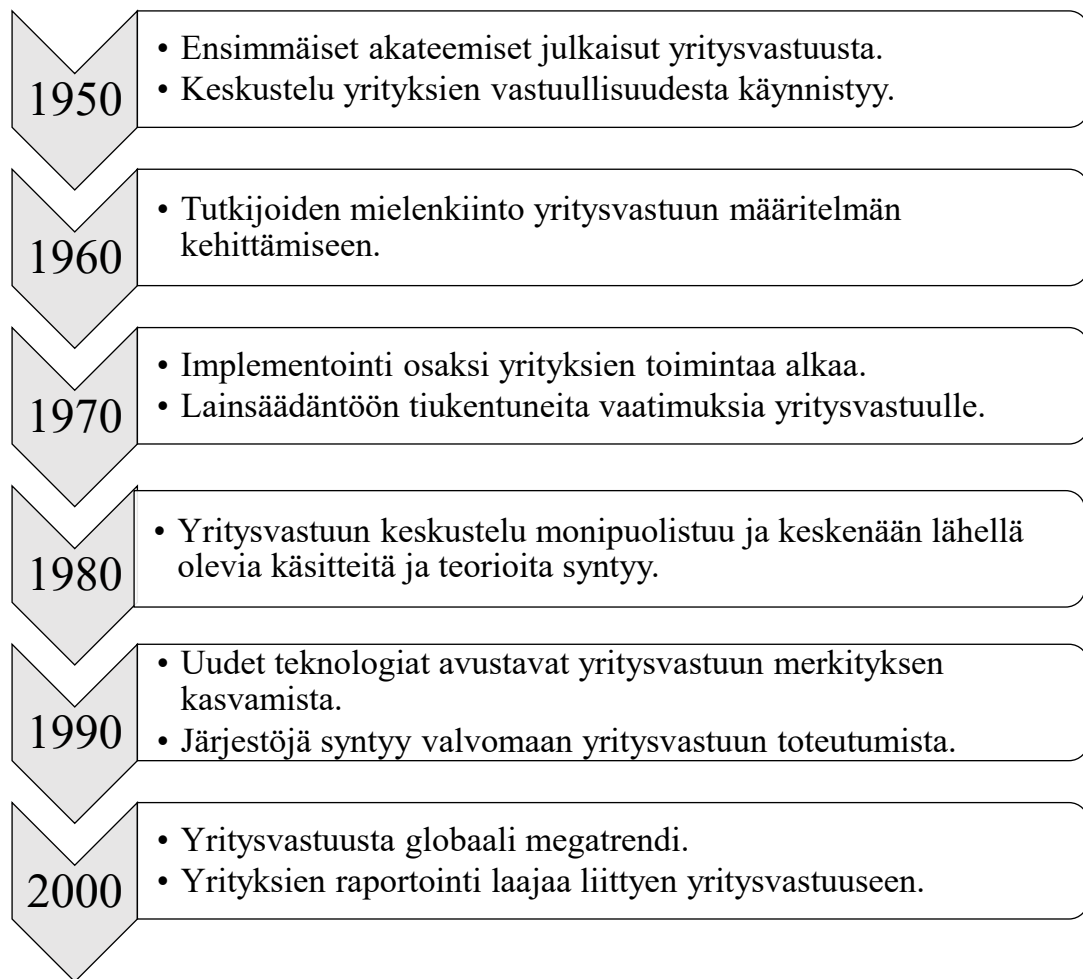 1950
• Ensimmäiset akateemiset julkaisut yritysvastuusta.
• Keskustelu yrityksien vastuullisuudesta käynnistyy.
1960
• Tutkijoiden mielenkiinto yritysvastuun määritelmän
kehittämiseen.
1970
• Implementointi osaksi yrityksien toimintaa alkaa.
• Lainsäädäntöön tiukentuneita vaatimuksia yritysvastuulle.
1980
• Yritysvastuun keskustelu monipuolistuu ja keskenään lähellä
olevia käsitteitä ja teorioita syntyy.
1990
• Uudet teknologiat avustavat yritysvastuun merkityksen
kasvamista.
• Järjestöjä syntyy valvomaan yritysvastuun toteutumista.
2000
• Yritysvastuusta globaali megatrendi.
• Yrityksien raportointi laajaa liittyen yritysvastuuseen.